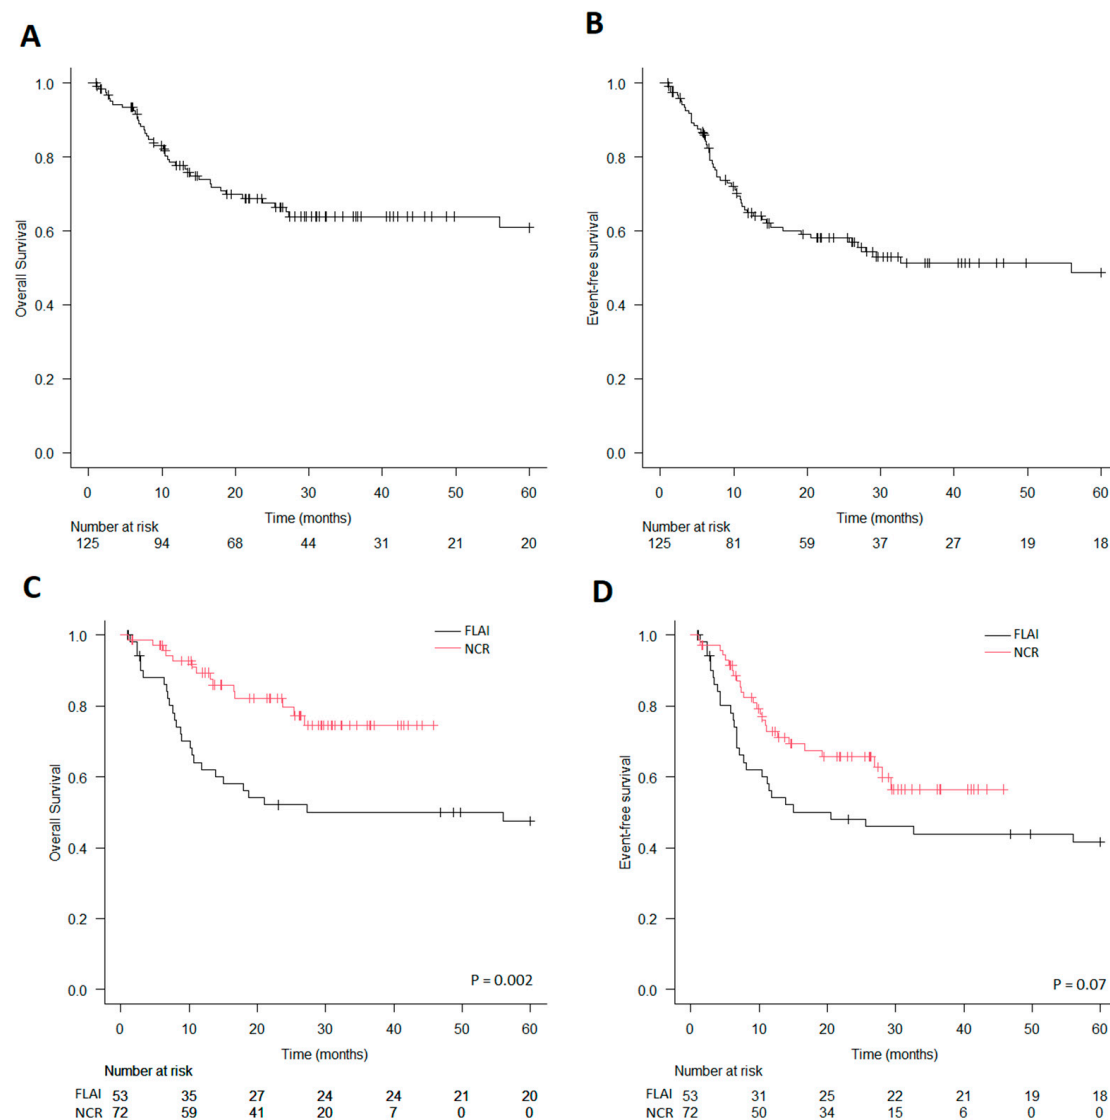 A
Overall Survival
1.0
0.8
0.6
0.4
0.2
0.0
0 10 20 30 40 50 60
Time (months)
Number at risk
125 94 68 44 31 21 20
B
Event-free survival
1.0
0.8
0.6
0.4
0.2
0.0
0 10 20 30 40 50 60
Time (months)
Number at risk
125 81 59 37 27 19 18
C
Overall Survival
1.0
0.8
0.6
0.4
0.2
0.0
FLAI
NCR
P = 0.002
0 10 20 30 40 50 60
Time (months)
Number at risk
FLAI 53 35 27 24 24 21 20
NCR 72 59 41 20 7 0 0
D
Event-free survival
1.0
0.8
0.6
0.4
0.2
0.0
FLAI
NCR
P = 0.07
0 10 20 30 40 50 60
Time (months)
Number at risk
FLAI 53 31 25 22 21 19 18
NCR 72 50 34 15 6 0 0